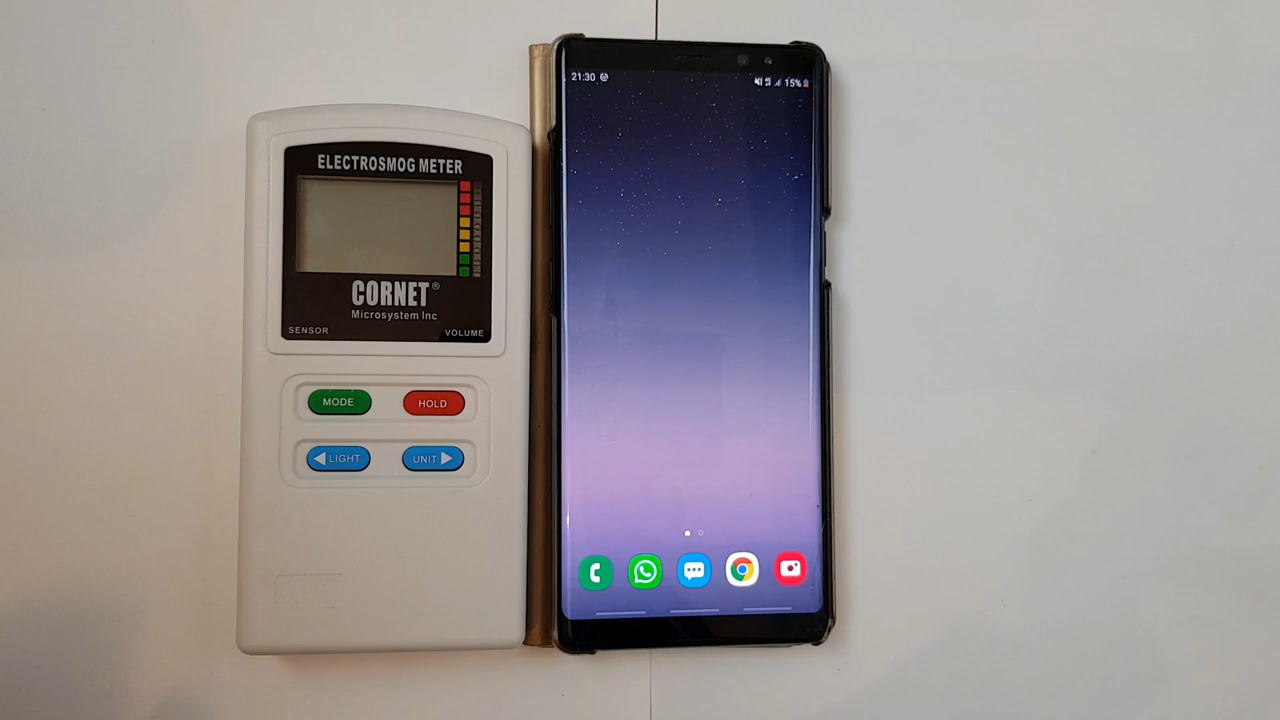 ELECTROSMOG METER
CORNET®
Microsystem Inc
SENSOR VOLUME
MODE HOLD
◀LIGHT UNIT▶
21:30 15%